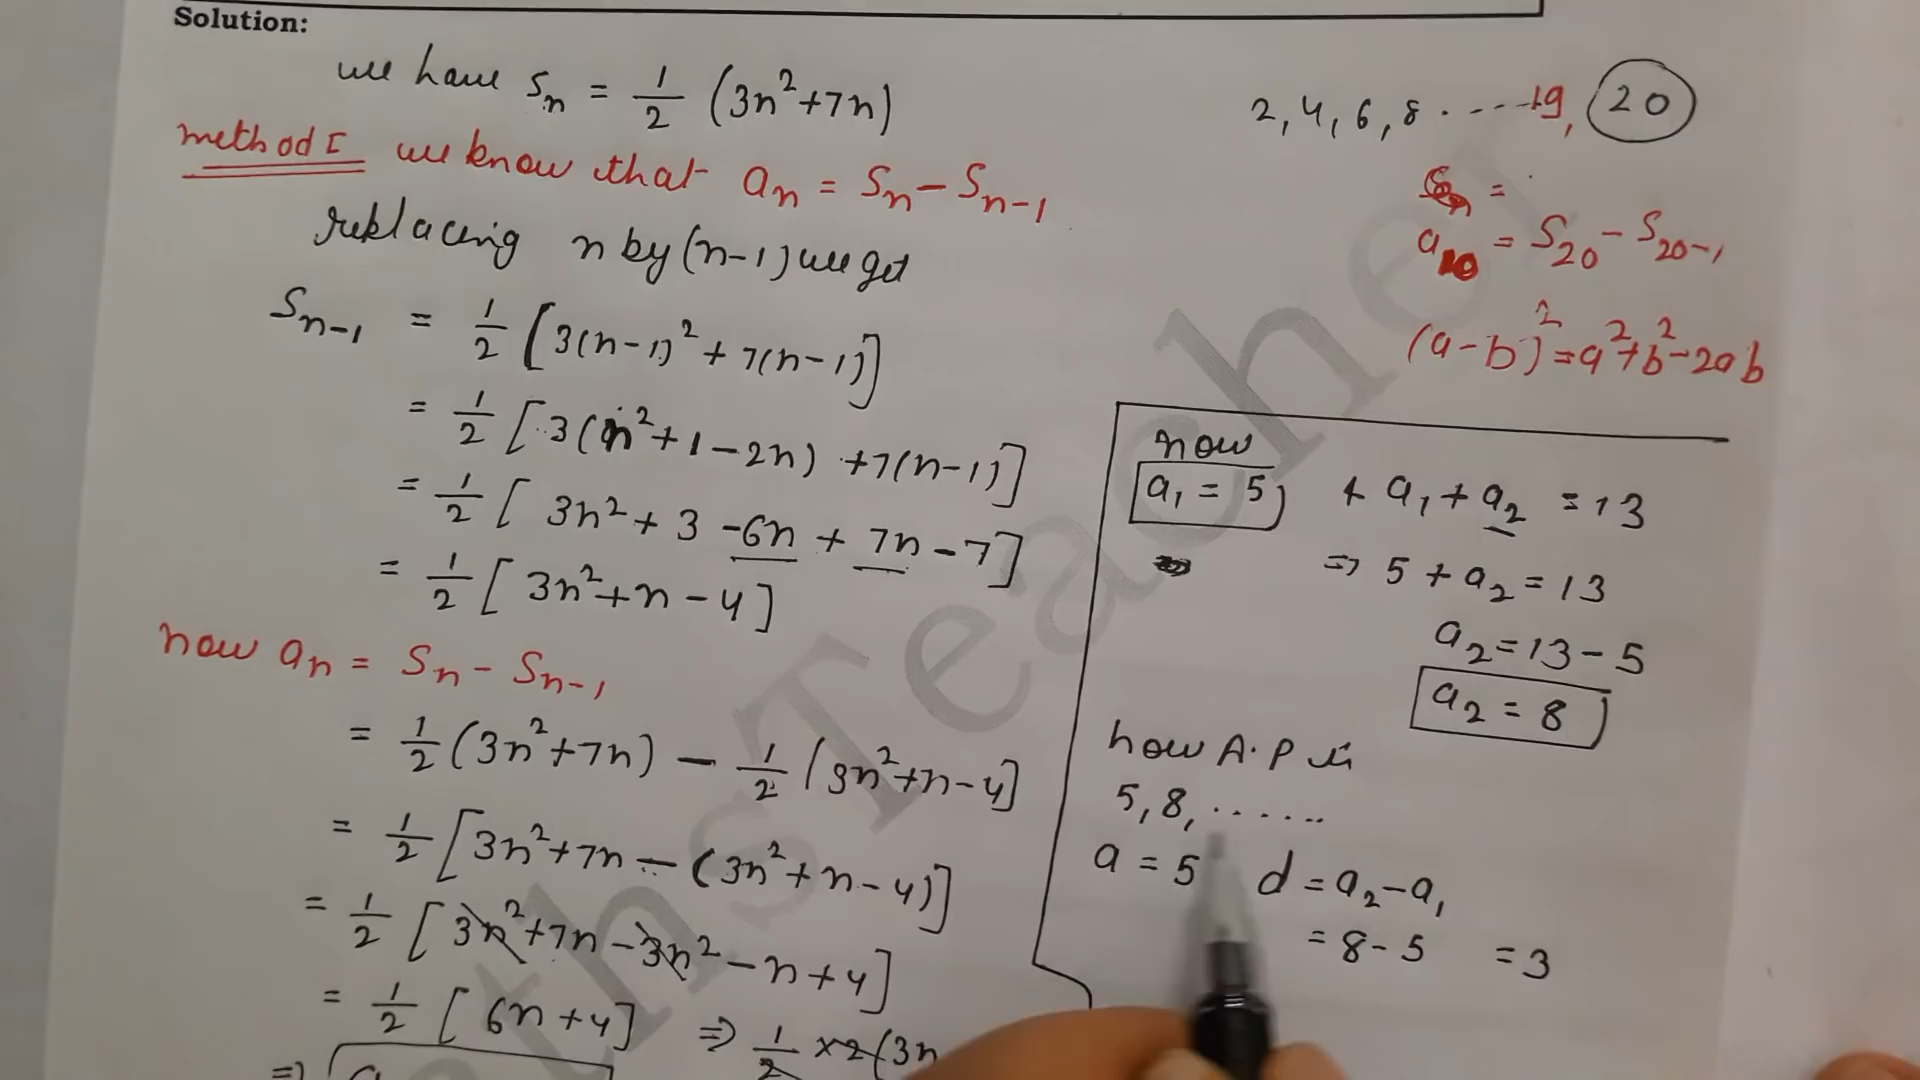 Solution:
we have Sn = 1/2 (3n²+7n)
method I we know that an = Sn - Sn-1
replacing n by (n-1) we get
Sn-1 = 1/2 [3(n-1)² + 7(n-1)]
= 1/2 [3(n²+1-2n) +7(n-1)]
= 1/2 [3n²+3-6n+7n-7]
= 1/2 [3n²+n-4]
now an = Sn - Sn-1
= 1/2 (3n²+7n) - 1/2 (3n²+n-4]
= 1/2 [3n²+7n-(3n²+n-4)]
= 1/2 [3n²+7n-3n²-n+4]
= 1/2 [6n+4] => 1/2 ×2(3n
=>
2, 4, 6, 8 . --- 19, 20
=
a = S20 - S20-1
(a-b)² = a²+b²-2ab
now
a1 = 5 & a1 + a2 = 13
=> 5 + a2 = 13
a2 = 13 - 5
a2 = 8
now A.P is
5, 8, ......
a = 5 d = a2 - a1
= 8 - 5 = 3
athsTeacher